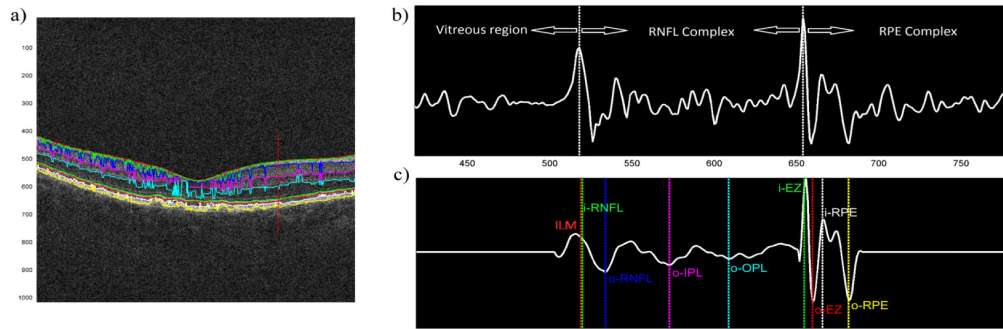 a)
100
200
300
400
500
600
700
800
900
1000
b)
Vitreous region
RNFL Complex
RPE Complex
450
500
550
600
650
700
750
c)
i-EZ
i-RNFL
ILM
i-RPE
o-RNFL
o-IPL
o-OPL
o-EZ
o-RPE